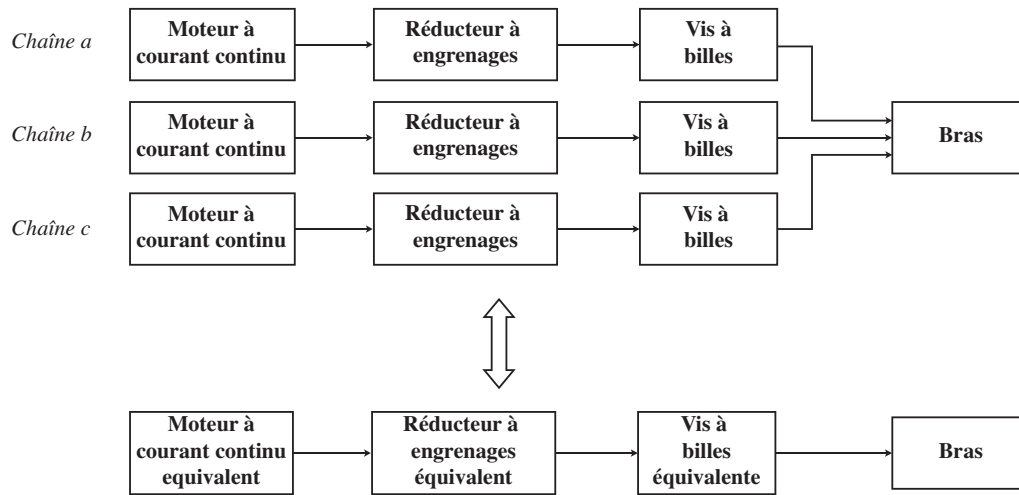 Chaîne a
Moteur à
courant continu
Réducteur à
engrenages
Vis à
billes
Chaîne b
Moteur à
courant continu
Réducteur à
engrenages
Vis à
billes
Bras
Chaîne c
Moteur à
courant continu
Réducteur à
engrenages
Vis à
billes
Moteur à
courant continu
equivalent
Réducteur à
engrenages
équivalent
Vis à
billes
équivalente
Bras